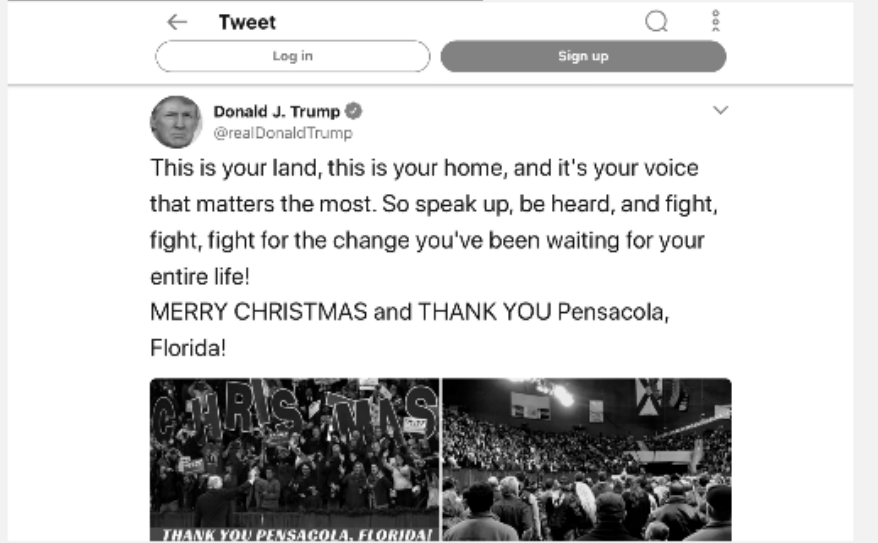 Tweet
Log in
Sign up
Donald J. Trump
@realDonaldTrump
This is your land, this is your home, and it's your voice
that matters the most. So speak up, be heard, and fight,
fight, fight for the change you've been waiting for your
entire life!
MERRY CHRISTMAS and THANK YOU Pensacola,
Florida!
CHRISTMAS
THANK YOU PENSACOLA, FLORIDA!